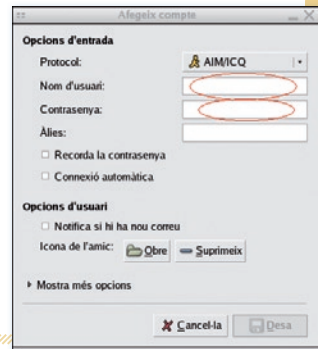 Afegeix compte
Opcions d'entrada
Protocol: AIM/ICQ
Nom d'usuari:
Contrasenya:
Àlies:
Recorda la contrasenya
Connexió automàtica
Opcions d'usuari
Notifica si hi ha nou correu
Icona de l'amic: Obre Suprimeix
Mostra més opcions
Cancel·la Desa